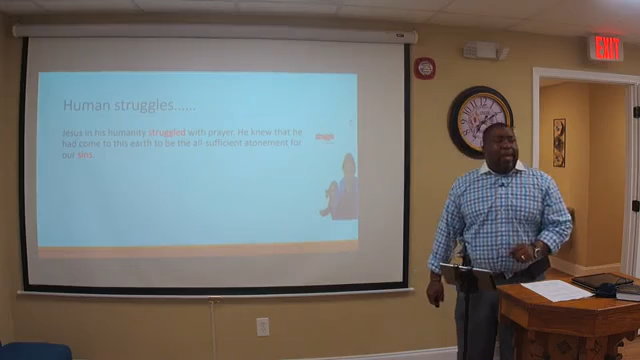 EXIT
Human struggles......
Jesus in his humanity struggled with prayer. He knew that he
had come to this earth to be the all-sufficient atonement for
our sins.
struggle